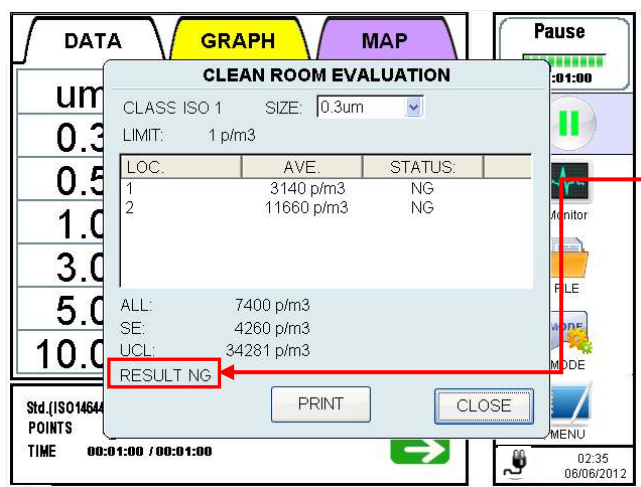 DATA GRAPH MAP
Pause
:01:00
CLEAN ROOM EVALUATION
um
CLASS ISO 1 SIZE: 0.3um
0.3
LIMIT: 1 p/m3
LOC. AVE. STATUS:
0.5
1 3140 p/m3 NG
2 11660 p/m3 NG
1.0
Monitor
3.0
FILE
5.0
ALL: 7400 p/m3
SE: 4260 p/m3
MODE
UCL: 34281 p/m3
10.0
MODE
RESULT NG
PRINT CLOSE
Std.(ISO14644
POINTS
MENU
TIME 00:01:00 / 00:01:00
02:35
06/06/2012